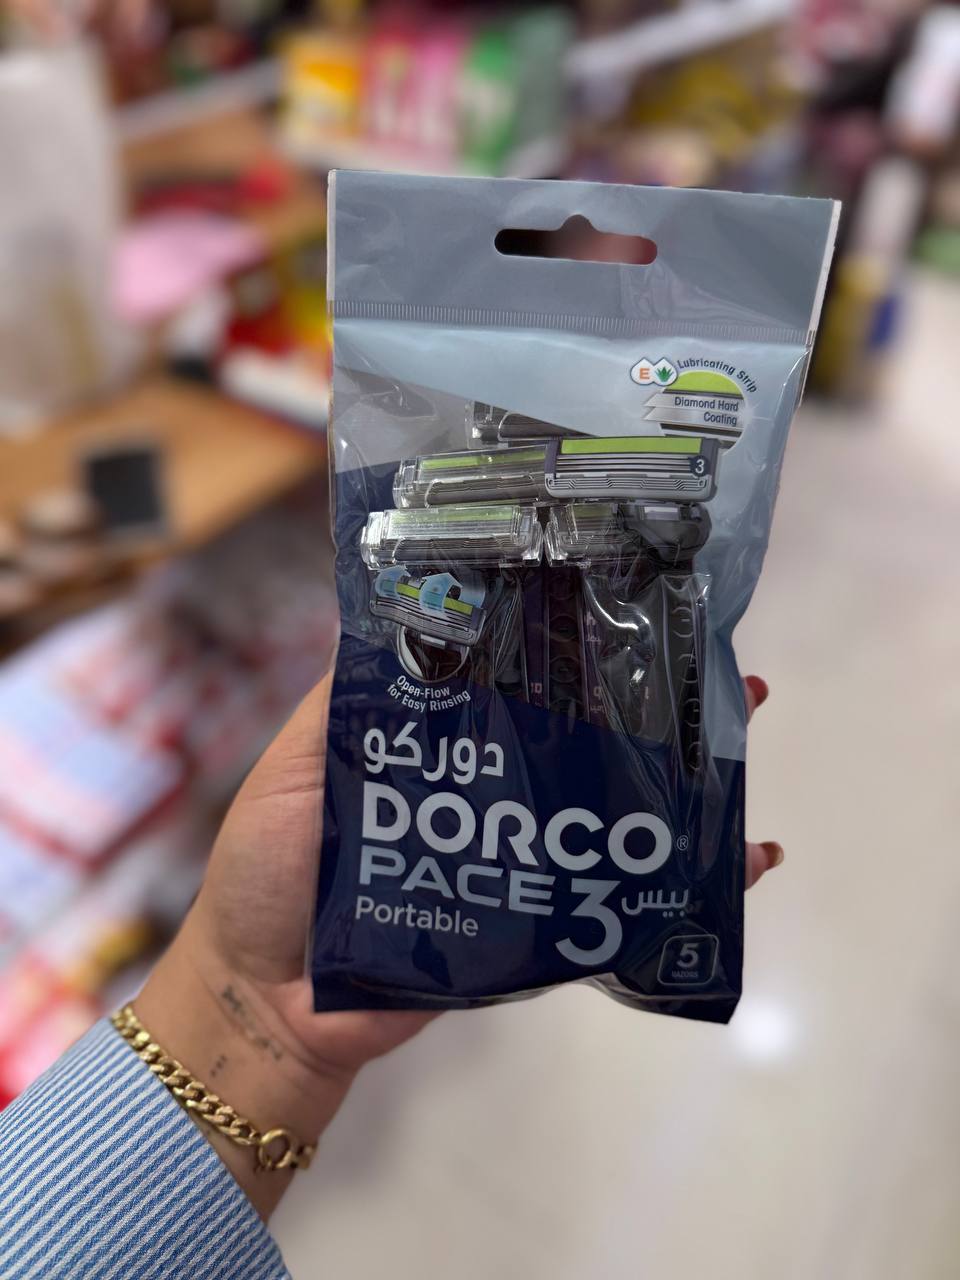 E
Lubricating Strip
Diamond Hard
Coating
3
Open-Flow
for Easy Rinsing
دوركو
DORCO®
PACE 3 بيس
Portable
5
RAZORS